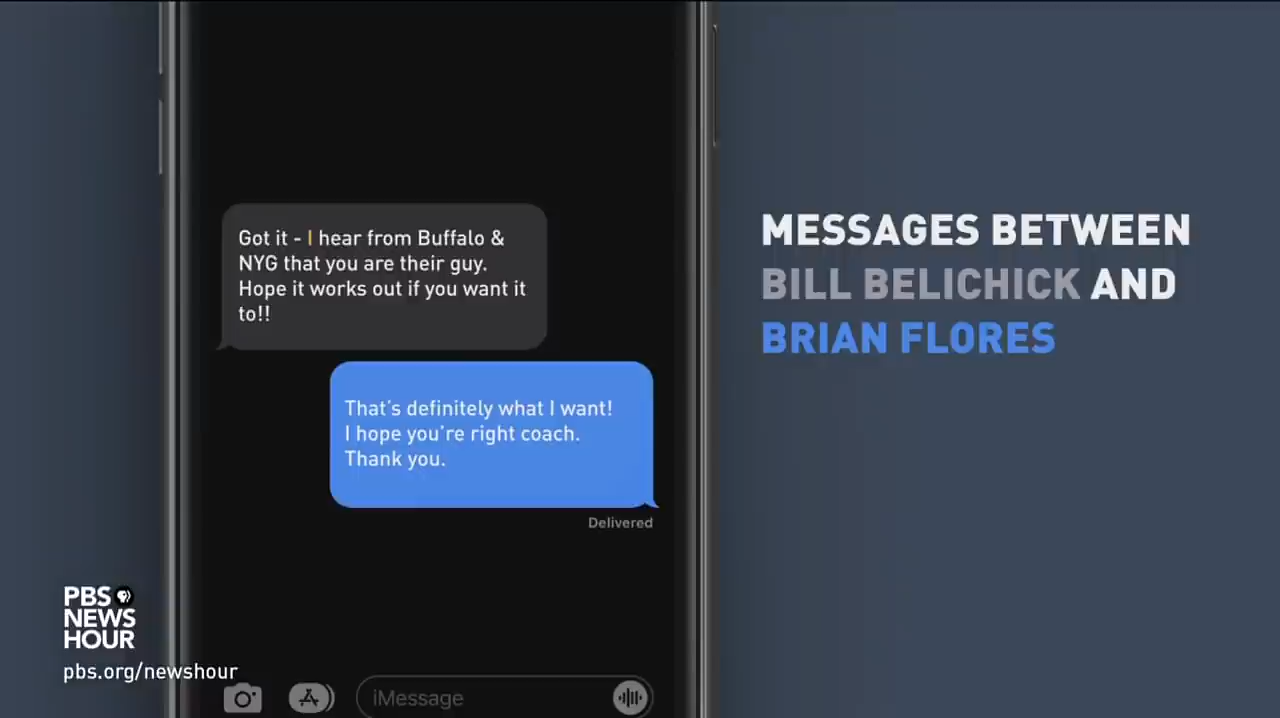 Got it - I hear from Buffalo &
NYG that you are their guy.
Hope it works out if you want it
to!!
That's definitely what I want!
I hope you're right coach.
Thank you.
Delivered
iMessage
MESSAGES BETWEEN
BILL BELICHICK AND
BRIAN FLORES
PBS
NEWS
HOUR
pbs.org/newshour